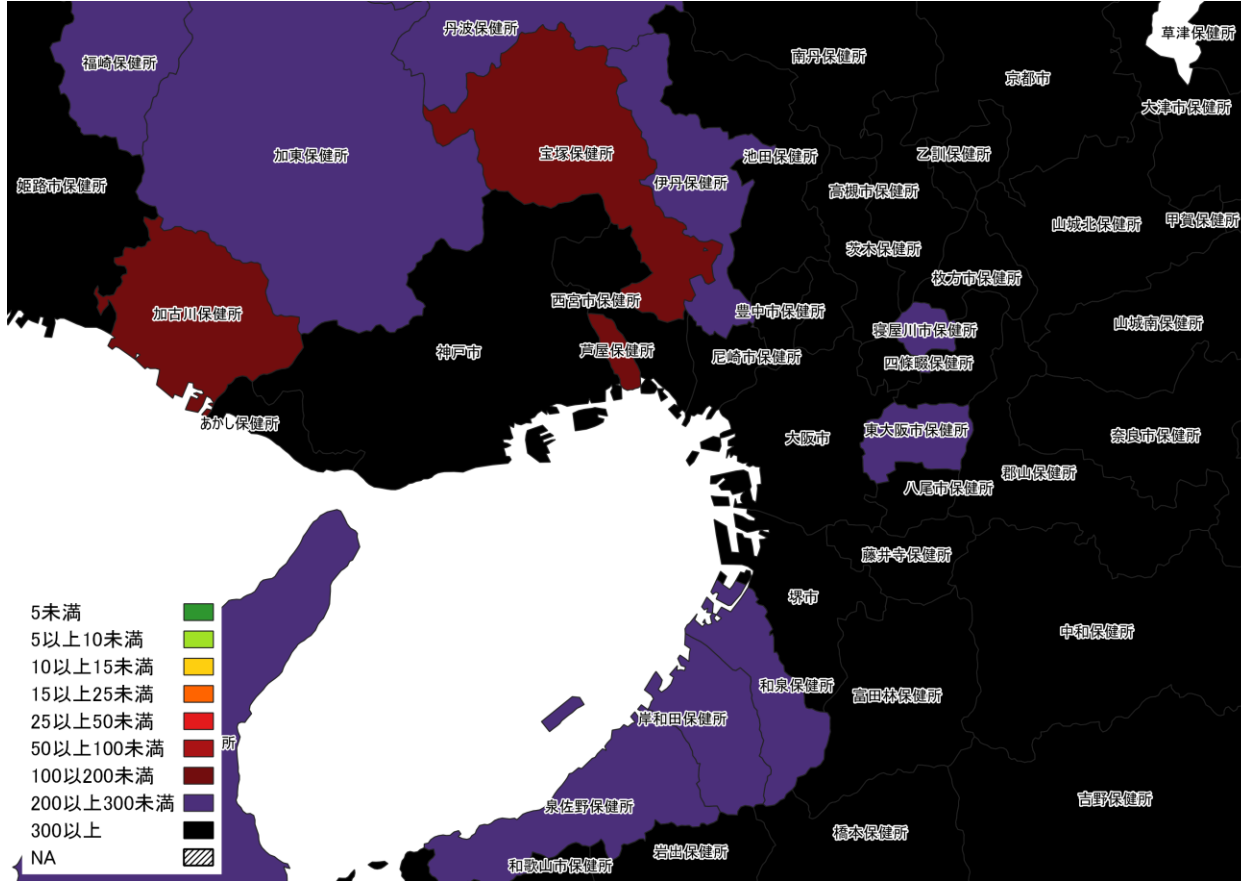 丹波保健所
草津保健所
福崎保健所
南丹保健所
京都市
大津市保健所
加東保健所
宝塚保健所
池田保健所
乙訓保健所
姫路市保健所
伊丹保健所
高槻市保健所
山城北保健所
甲賀保健所
茨木保健所
枚方市保健所
西宮市保健所
加古川保健所
豊中市保健所
寝屋川市保健所
山城南保健所
神戸市
芦屋保健所
尼崎市保健所
四條畷保健所
あかし保健所
大阪市
東大阪市保健所
奈良市保健所
郡山保健所
八尾市保健所
藤井寺保健所
堺市
中和保健所
和泉保健所
富田林保健所
岸和田保健所
所
泉佐野保健所
吉野保健所
橋本保健所
岩出保健所
和歌山市保健所
5未満
5以上10未満
10以上15未満
15以上25未満
25以上50未満
50以上100未満
100以200未満
200以上300未満
300以上
NA